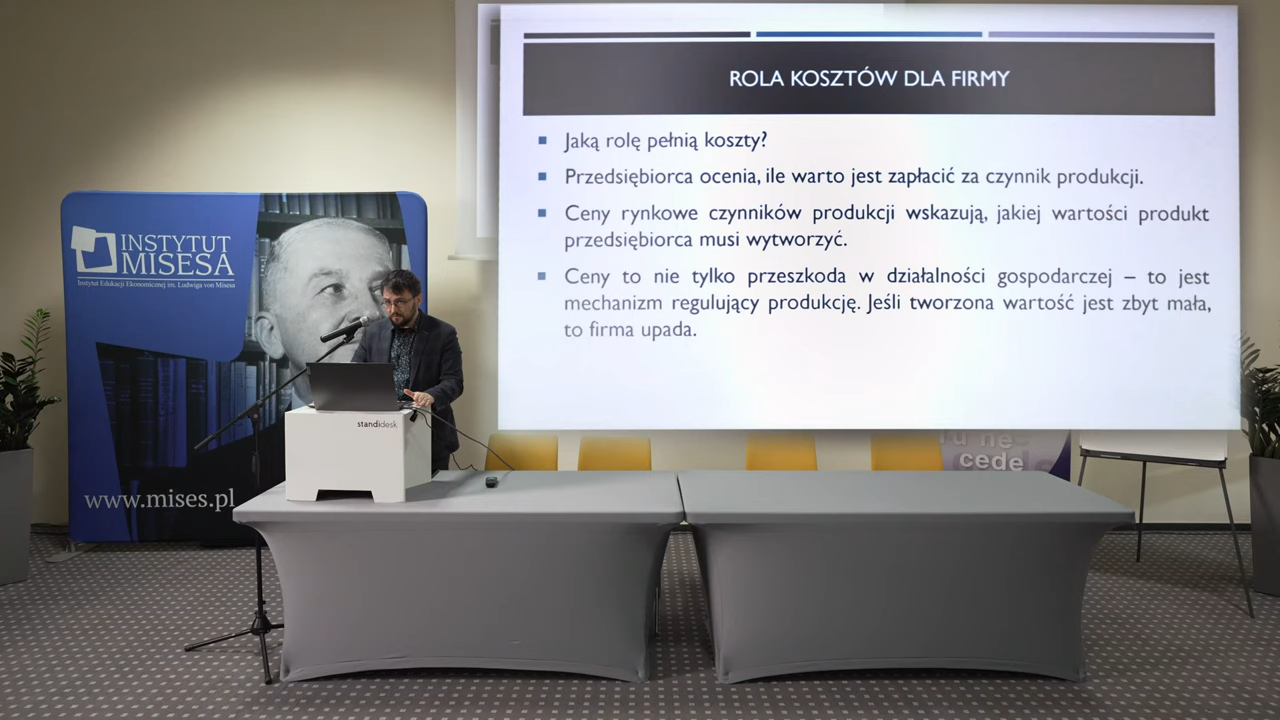 ROLA KOSZTÓW DLA FIRMY
Jaką rolę pełnią koszty?
Przedsiębiorca ocenia, ile warto jest zapłacić za czynnik produkcji.
Ceny rynkowe czynników produkcji wskazują, jakiej wartości produkt
przedsiębiorca musi wytworzyć.
Ceny to nie tylko przeszkoda w działalności gospodarczej – to jest
mechanizm regulujący produkcję. Jeśli tworzona wartość jest zbyt mała,
to firma upada.
INSTYTUT
MISESA
Instytut Edukacji Ekonomicznej im. Ludwiga von Misesa
www.mises.pl
standidesk
Tu ne
cede